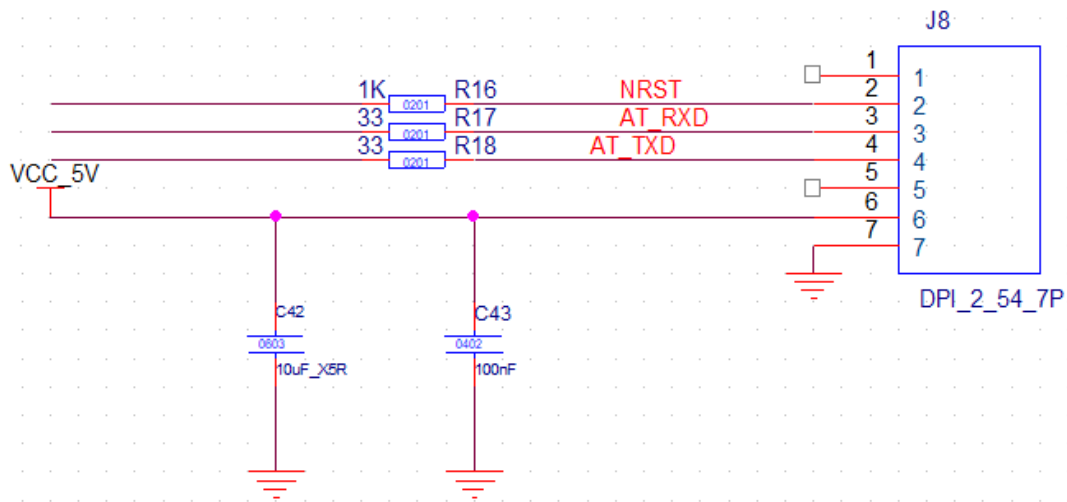 J8
1 1
1K 0201 R16 NRST 2 2
33 0201 R17 AT_RXD 3 3
33 0201 R18 AT_TXD 4 4
VCC_5V 5 5
6 6
7 7
DPI_2_54_7P
C42 C43
0603 0402
10uF_X5R 100nF